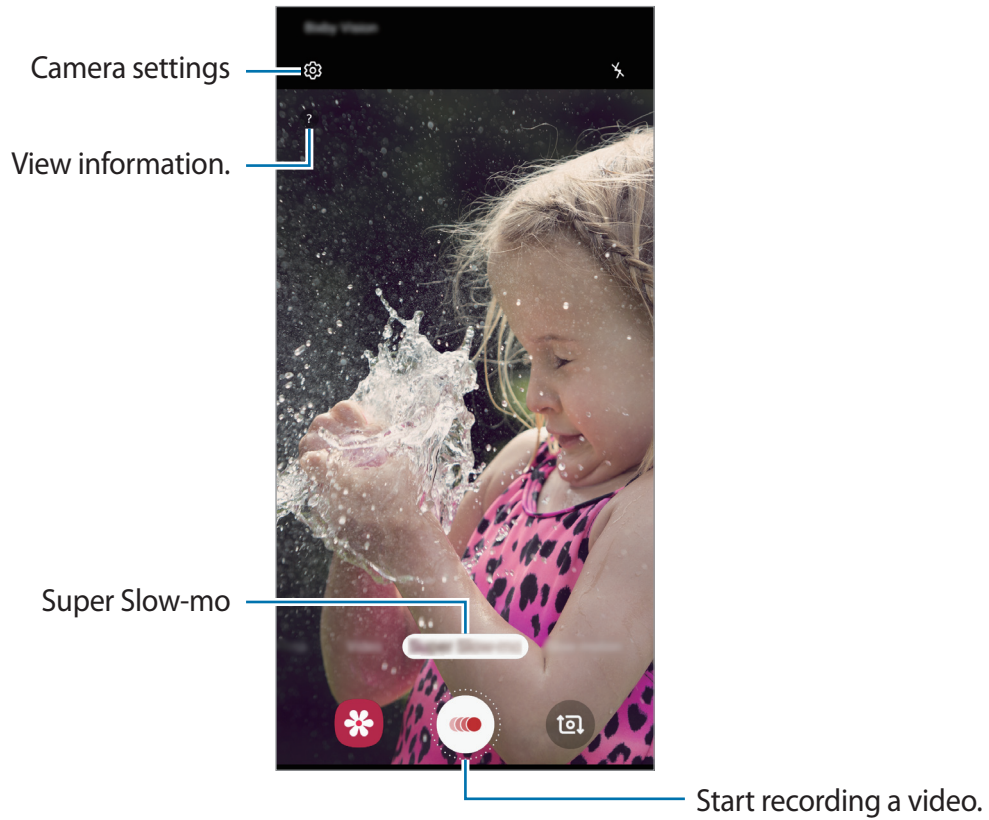 Camera settings
?
View information.
Super Slow-mo
Start recording a video.